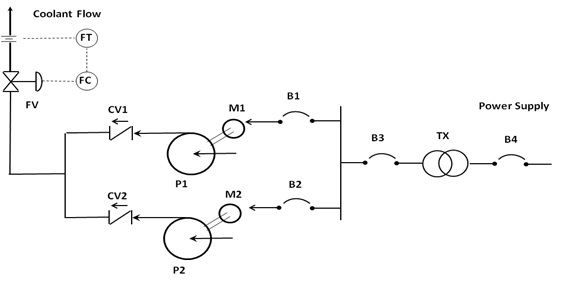 Coolant Flow
FT
FC
FV
CV1
M1
B1
Power Supply
P1
B3
TX
B4
CV2
M2
B2
P2